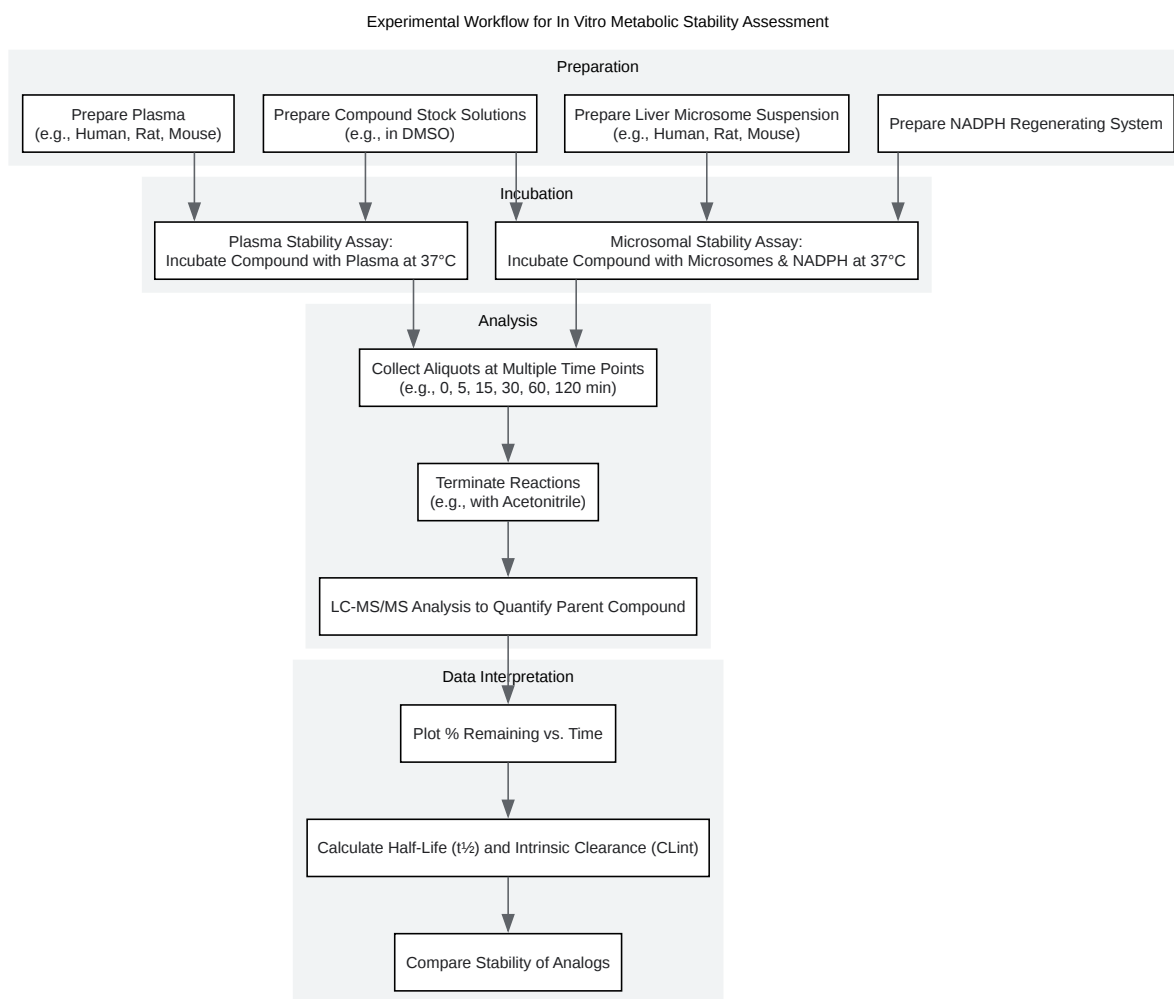 Experimental Workflow for In Vitro Metabolic Stability Assessment
Preparation
Prepare Plasma
(e.g., Human, Rat, Mouse)
Prepare Compound Stock Solutions
(e.g., in DMSO)
Prepare Liver Microsome Suspension
(e.g., Human, Rat, Mouse)
Prepare NADPH Regenerating System
Incubation
Plasma Stability Assay:
Incubate Compound with Plasma at 37°C
Microsomal Stability Assay:
Incubate Compound with Microsomes & NADPH at 37°C
Analysis
Collect Aliquots at Multiple Time Points
(e.g., 0, 5, 15, 30, 60, 120 min)
Terminate Reactions
(e.g., with Acetonitrile)
LC-MS/MS Analysis to Quantify Parent Compound
Data Interpretation
Plot % Remaining vs. Time
Calculate Half-Life (t½) and Intrinsic Clearance (CLint)
Compare Stability of Analogs